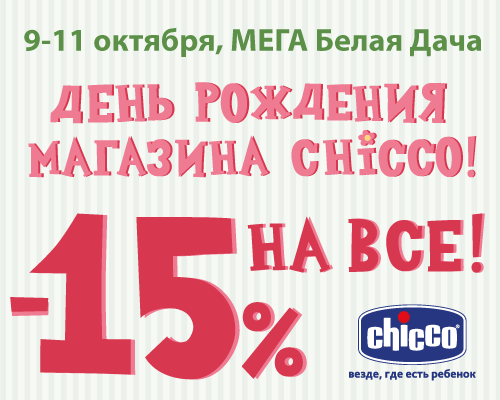 9-11 октября, МЕГА Белая Дача
ДЕНЬ РОЖДЕНИЯ
МАГАЗИНА CHICCO!
-15% НА ВСЕ!
chicco®
везде, где есть ребенок